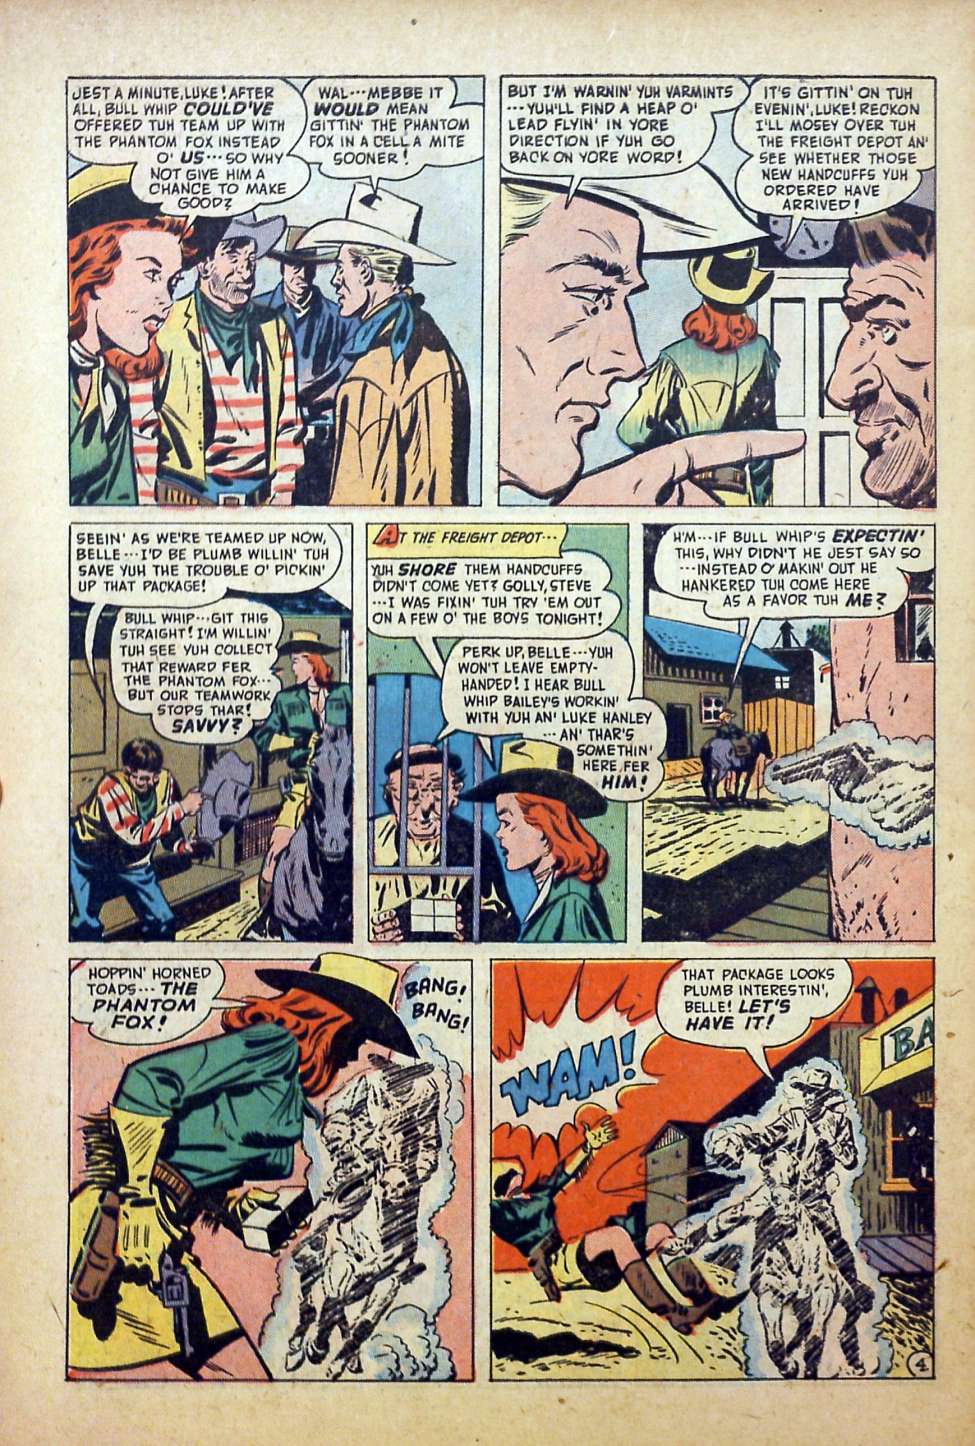 JEST A MINUTE, LUKE! AFTER
ALL, BULL WHIP COULD'VE
OFFERED TUH TEAM UP WITH
THE PHANTOM FOX INSTEAD
O' US... SO WHY
NOT GIVE HIM A
CHANCE TO MAKE
GOOD?
WAL... MEBBE IT
WOULD MEAN
GITTIN' THE PHANTOM
FOX IN A CELL A MITE
SOONER!
BUT I'M WARNIN' YUH VARMINTS
... YUH'LL FIND A HEAP O'
LEAD FLYIN' IN YORE
DIRECTION IF YUH GO
BACK ON YORE WORD!
IT'S GITTIN' ON TUH
EVENIN', LUKE! RECKON
I'LL MOSEY OVER TUH
THE FREIGHT DEPOT AN'
SEE WHETHER THOSE
NEW HANDCUFFS YUH
ORDERED HAVE
ARRIVED!
SEEIN' AS WE'RE TEAMED UP NOW,
BELLE... I'D BE PLUMB WILLIN' TUH
SAVE YUH THE TROUBLE O' PICKIN'
UP THAT PACKAGE!
BULL WHIP... GIT THIS
STRAIGHT! I'M WILLIN'
TUH SEE YUH COLLECT
THAT REWARD FER
THE PHANTOM FOX...
BUT OUR TEAMWORK
STOPS THAR!
SAVVY?
AT THE FREIGHT DEPOT...
YUH SHORE THEM HANDCUFFS
DIDN'T COME YET? GOLLY, STEVE
... I WAS FIXIN' TUH TRY 'EM OUT
ON A FEW O' THE BOYS TONIGHT!
PERK UP, BELLE... YUH
WON'T LEAVE EMPTY-
HANDED! I HEAR BULL
WHIP BAILEY'S WORKIN'
WITH YUH AN' LUKE HANLEY
... AN' THAR'S
SOMETHIN'
HERE FER
HIM!
H'M... IF BULL WHIP'S EXPECTIN'
THIS, WHY DIDN'T HE JEST SAY SO
... INSTEAD O' MAKIN' OUT HE
HANKERED TUH COME HERE
AS A FAVOR TUH ME?
HOPPIN' HORNED
TOADS... THE
PHANTOM
FOX!
BANG!
BANG!
WAM!
THAT PACKAGE LOOKS
PLUMB INTERESTIN',
BELLE! LET'S
HAVE IT!
BA
4